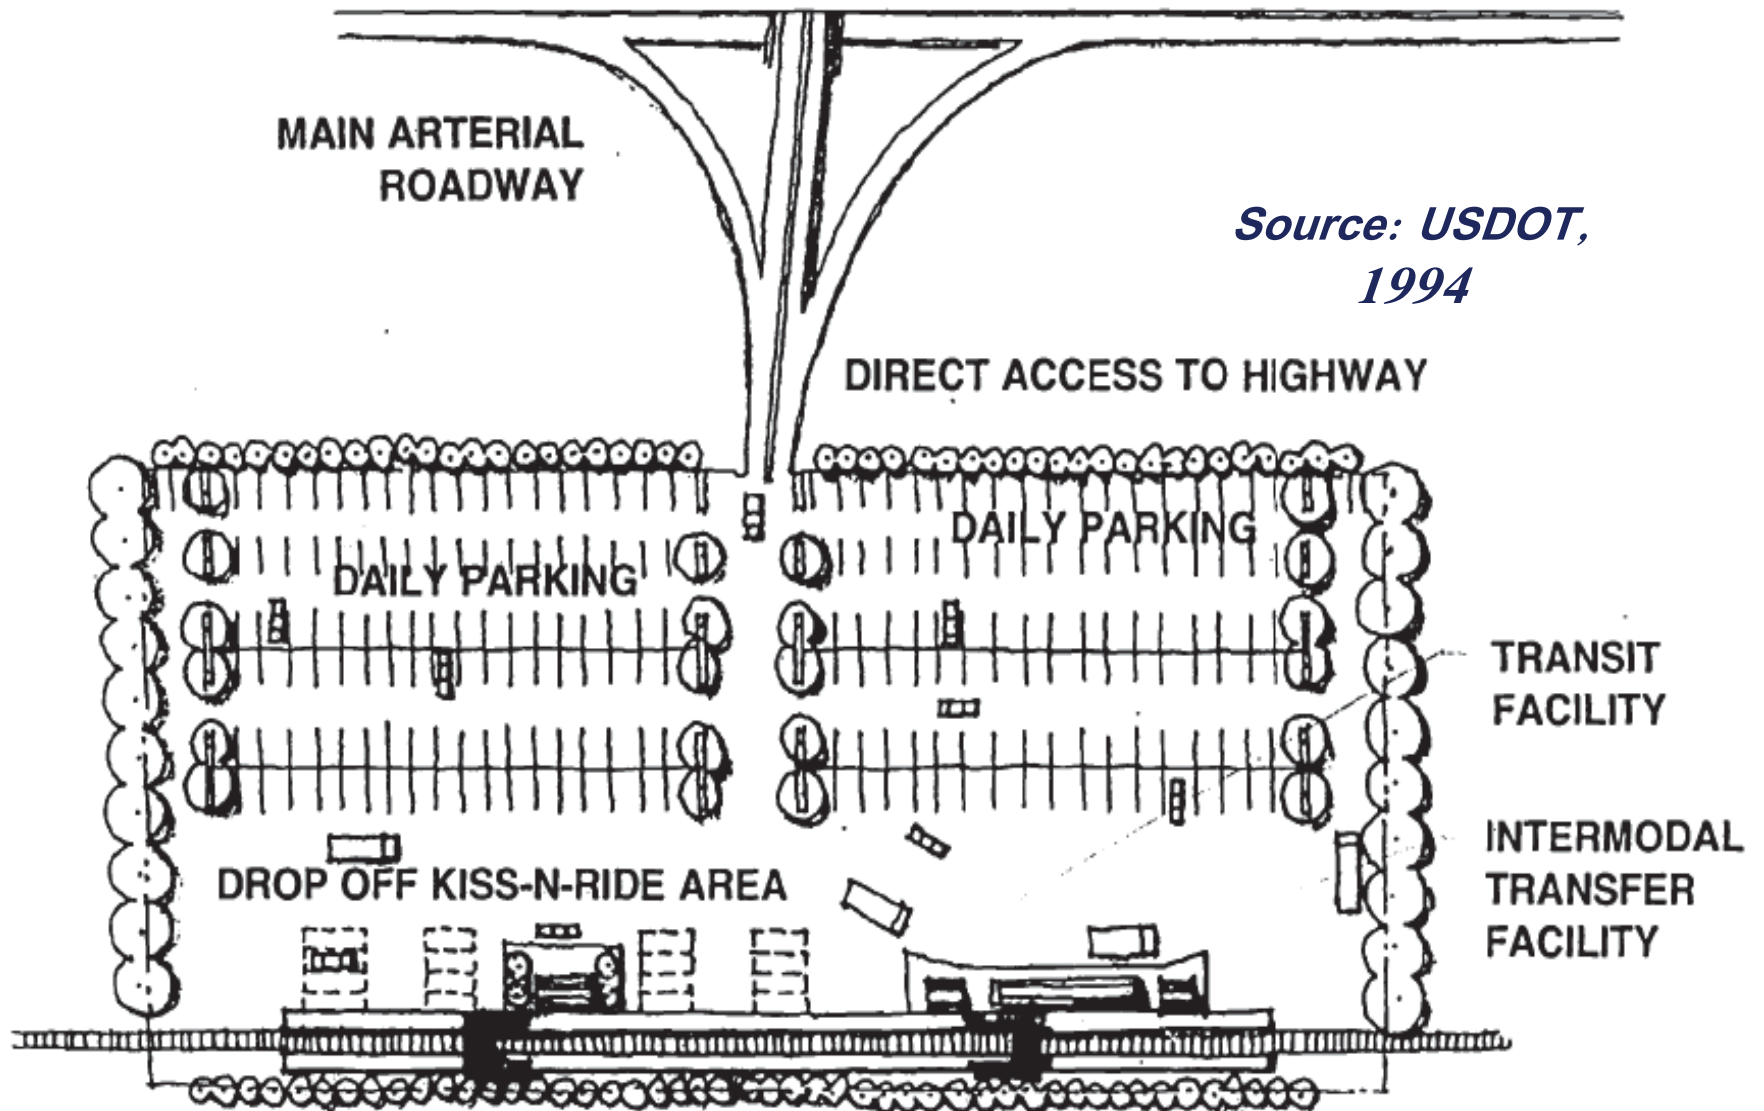 MAIN ARTERIAL
ROADWAY
Source: USDOT,
1994
DIRECT ACCESS TO HIGHWAY
DAILY PARKING
DAILY PARKING
TRANSIT
FACILITY
INTERMODAL
TRANSFER
FACILITY
DROP OFF KISS-N-RIDE AREA